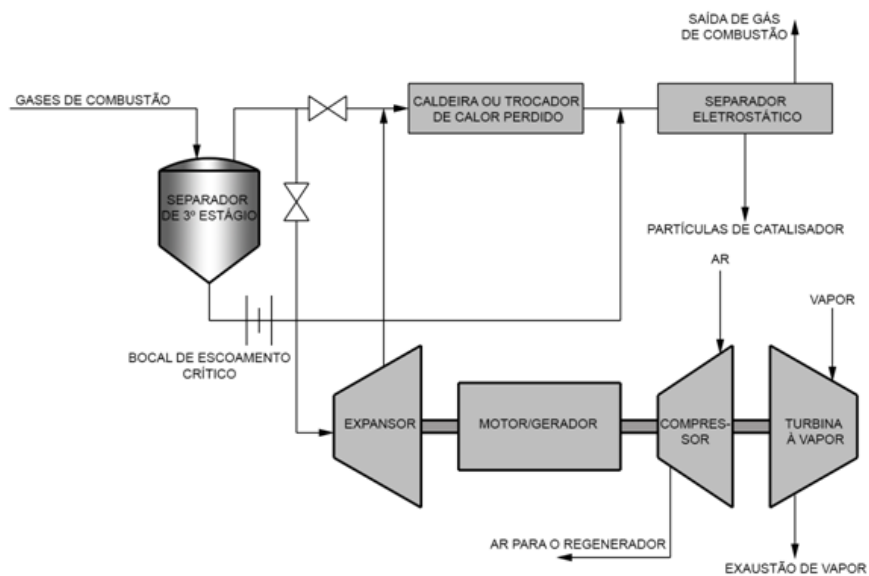 SAÍDA DE GÁS
DE COMBUSTÃO
GASES DE COMBUSTÃO
CALDEIRA OU TROCADOR
DE CALOR PERDIDO
SEPARADOR
ELETROSTÁTICO
SEPARADOR
DE 3º ESTÁGIO
PARTÍCULAS DE CATALISADOR
AR
VAPOR
BOCAL DE ESCOAMENTO
CRÍTICO
EXPANSOR
MOTOR/GERADOR
COMPRES-
SOR
TURBINA
À VAPOR
AR PARA O REGENERADOR
EXAUSTÃO DE VAPOR